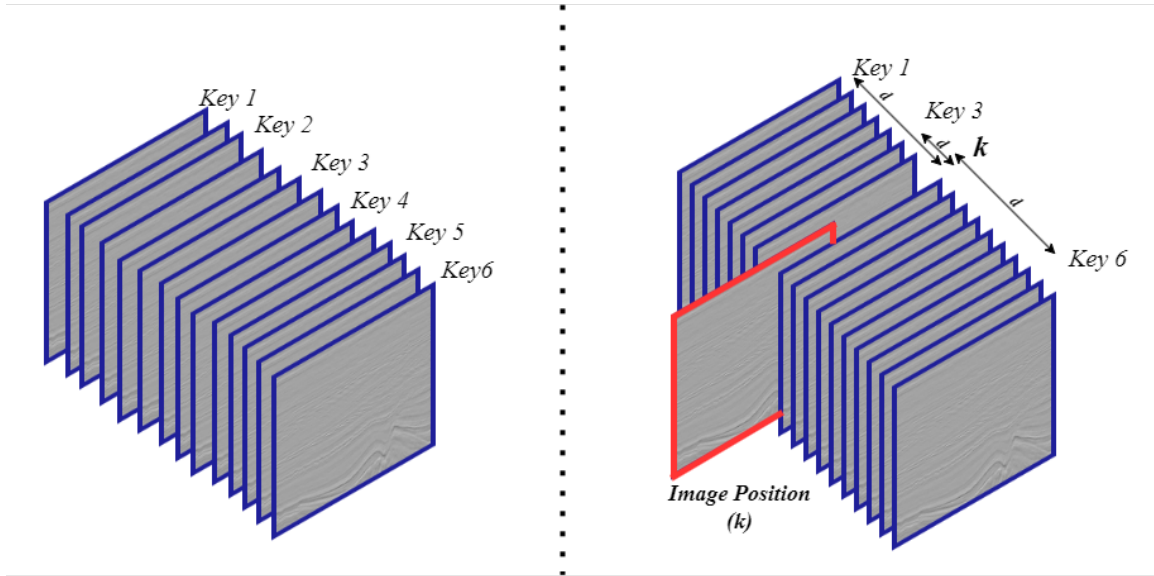 Key 1
Key 2
Key 3
Key 4
Key 5
Key6
Key 1
d
Key 3
d
k
d
Key 6
Image Position
(k)